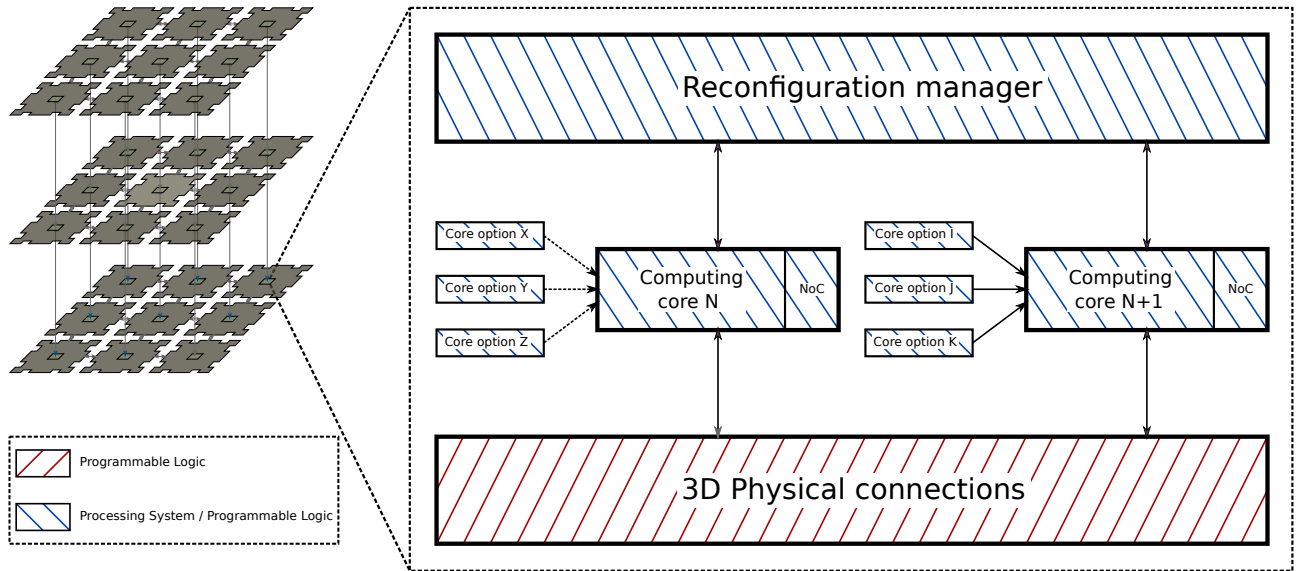 Reconfiguration manager
Core option X
Core option Y
Core option Z
Computing
core N
NoC
Core option I
Core option J
Core option K
Computing
core N+1
NoC
3D Physical connections
Programmable Logic
Processing System / Programmable Logic